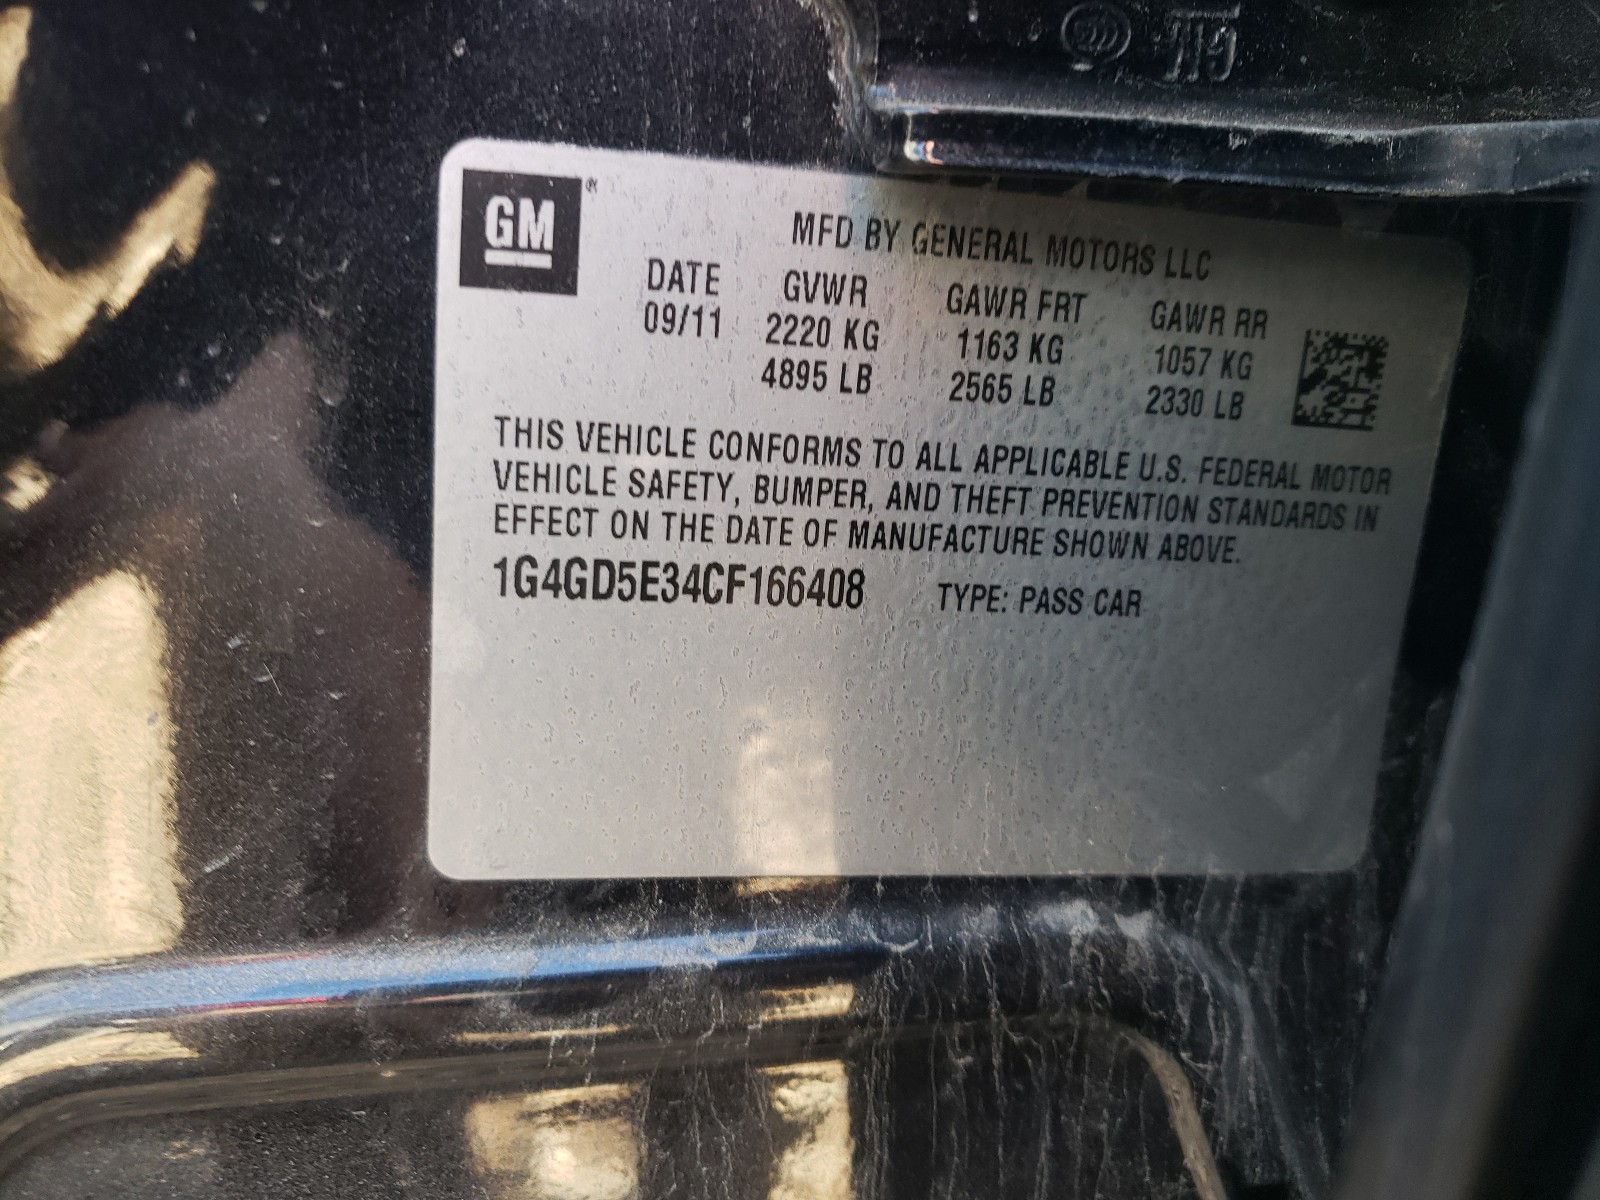 GM®
MFD BY GENERAL MOTORS LLC
DATE GVWR GAWR FRT GAWR RR
09/11 2220 KG 1163 KG 1057 KG
4895 LB 2565 LB 2330 LB
THIS VEHICLE CONFORMS TO ALL APPLICABLE U.S. FEDERAL MOTOR
VEHICLE SAFETY, BUMPER, AND THEFT PREVENTION STANDARDS IN
EFFECT ON THE DATE OF MANUFACTURE SHOWN ABOVE.
1G4GD5E34CF166408 TYPE: PASS CAR